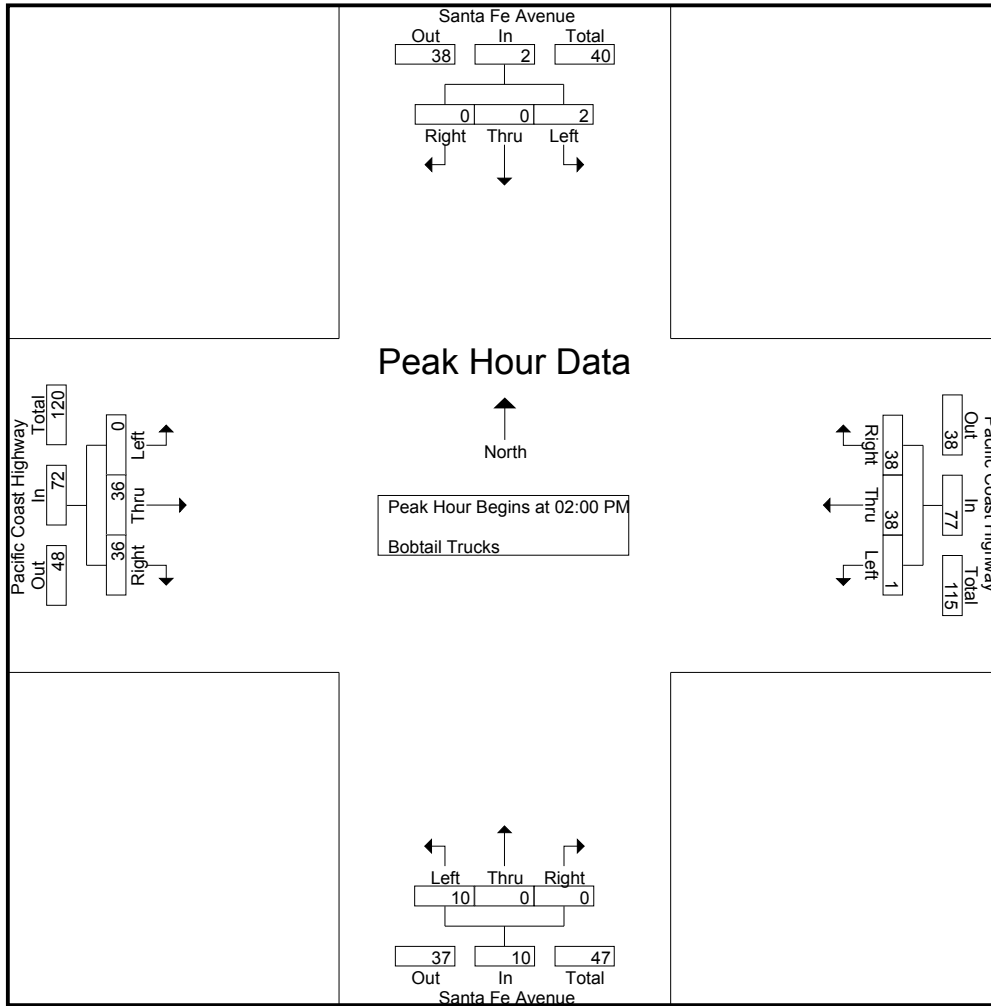 Santa Fe Avenue
Out In Total
38 2 40
0 0 2
Right Thru Left
Peak Hour Data
North
Peak Hour Begins at 02:00 PM
Bobtail Trucks
Pacific Coast Highway
Total In Out
120 72 48
0 36 36
Left Thru Right
Pacific Coast Highway
Out In Total
38 77 115
38 38 1
Right Thru Left
Left Thru Right
10 0 0
37 10 47
Out In Total
Santa Fe Avenue